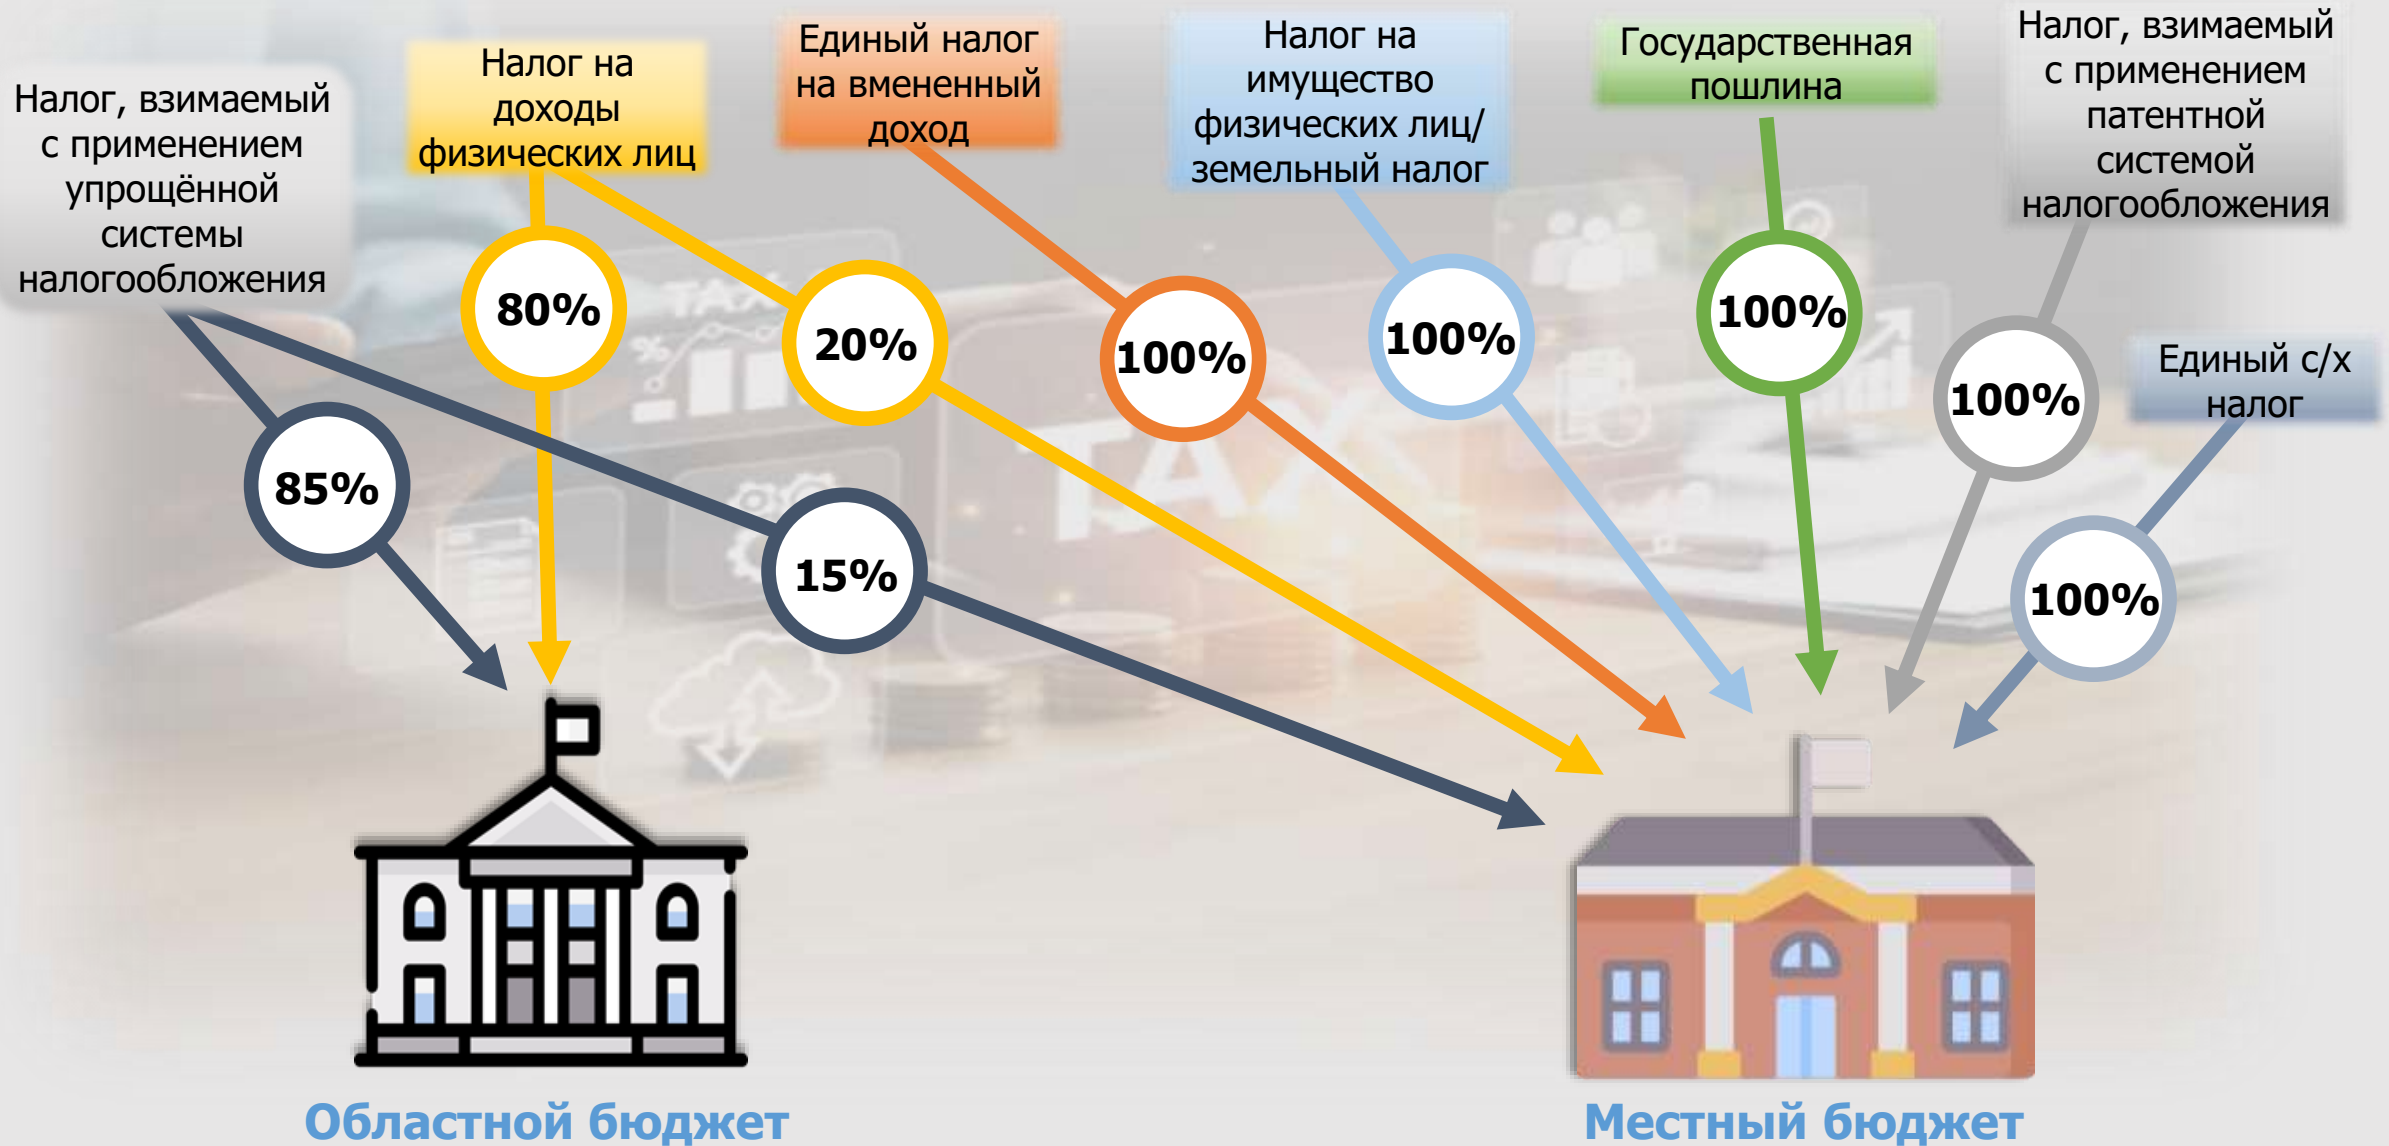 Налог, взимаемый
с применением
упрощённой
системы
налогообложения
Налог на
доходы
физических лиц
Единый налог
на вмененный
доход
Налог на
имущество
физических лиц/
земельный налог
Государственная
пошлина
Налог, взимаемый
с применением
патентной
системой
налогообложения
Единый с/х
налог
80%
20%
100%
100%
100%
100%
85%
15%
100%
TAX
%
TAX
Областной бюджет
Местный бюджет